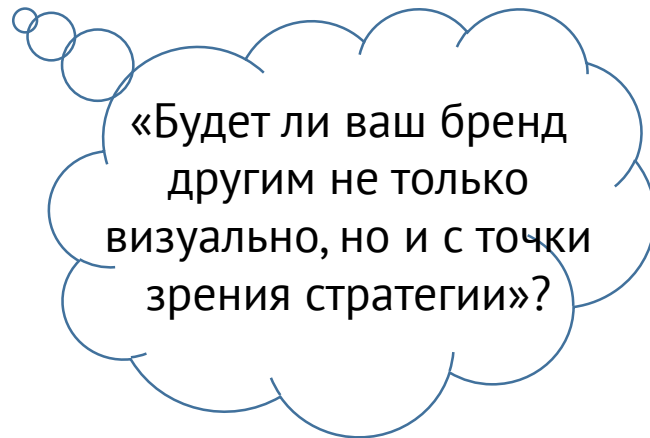 «Будет ли ваш бренд
другим не только
визуально, но и с точки
зрения стратегии»?